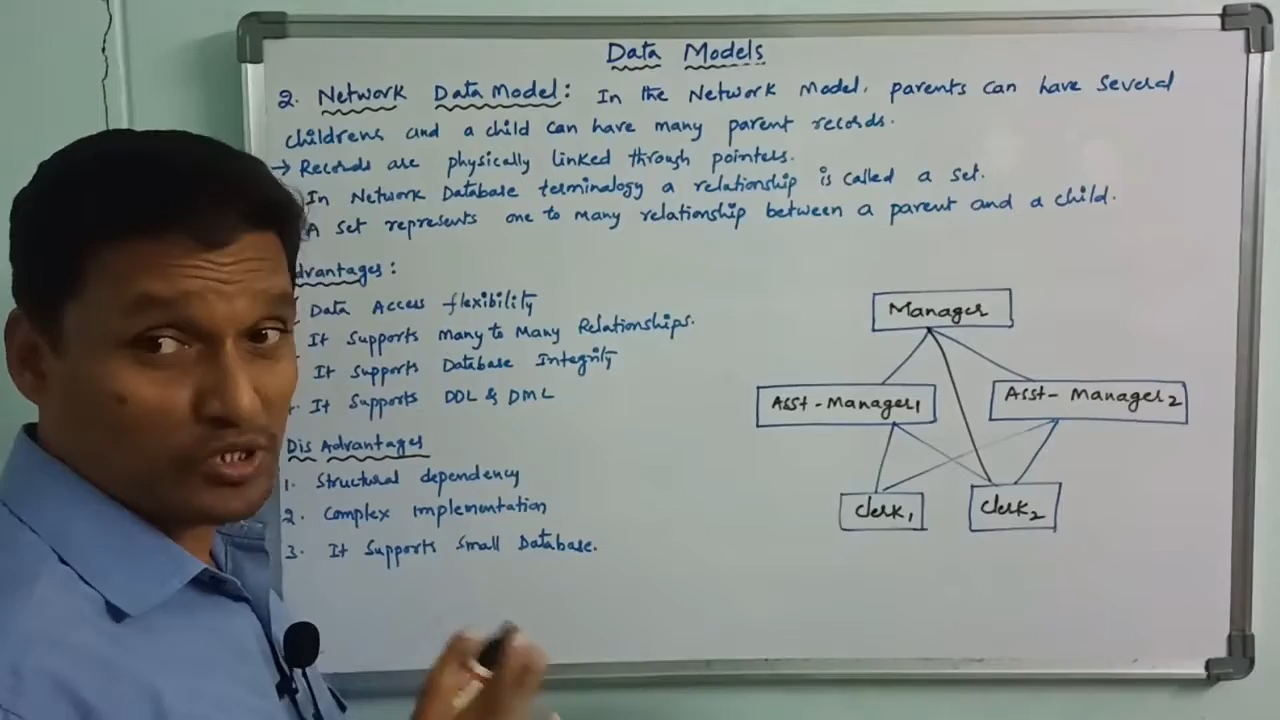 Data Models
2. Network Data Model: In the Network Model, parents can have several
childrens and a child can have many parent records.
→ Records are physically linked through pointers.
In Network Database terminalogy a relationship is called a set.
A set represents one to many relationship between a parent and a child.
dvantages:
Data Access flexibility
It supports many to Many Relationships.
It supports Database Integrity
It supports DDL & DML
Dis Advantages
1. Structural dependency
2. Complex implementation
3. It supports small Database.
Manager
Asst-Manager1
Asst-Manager2
Clerk1
Clerk2